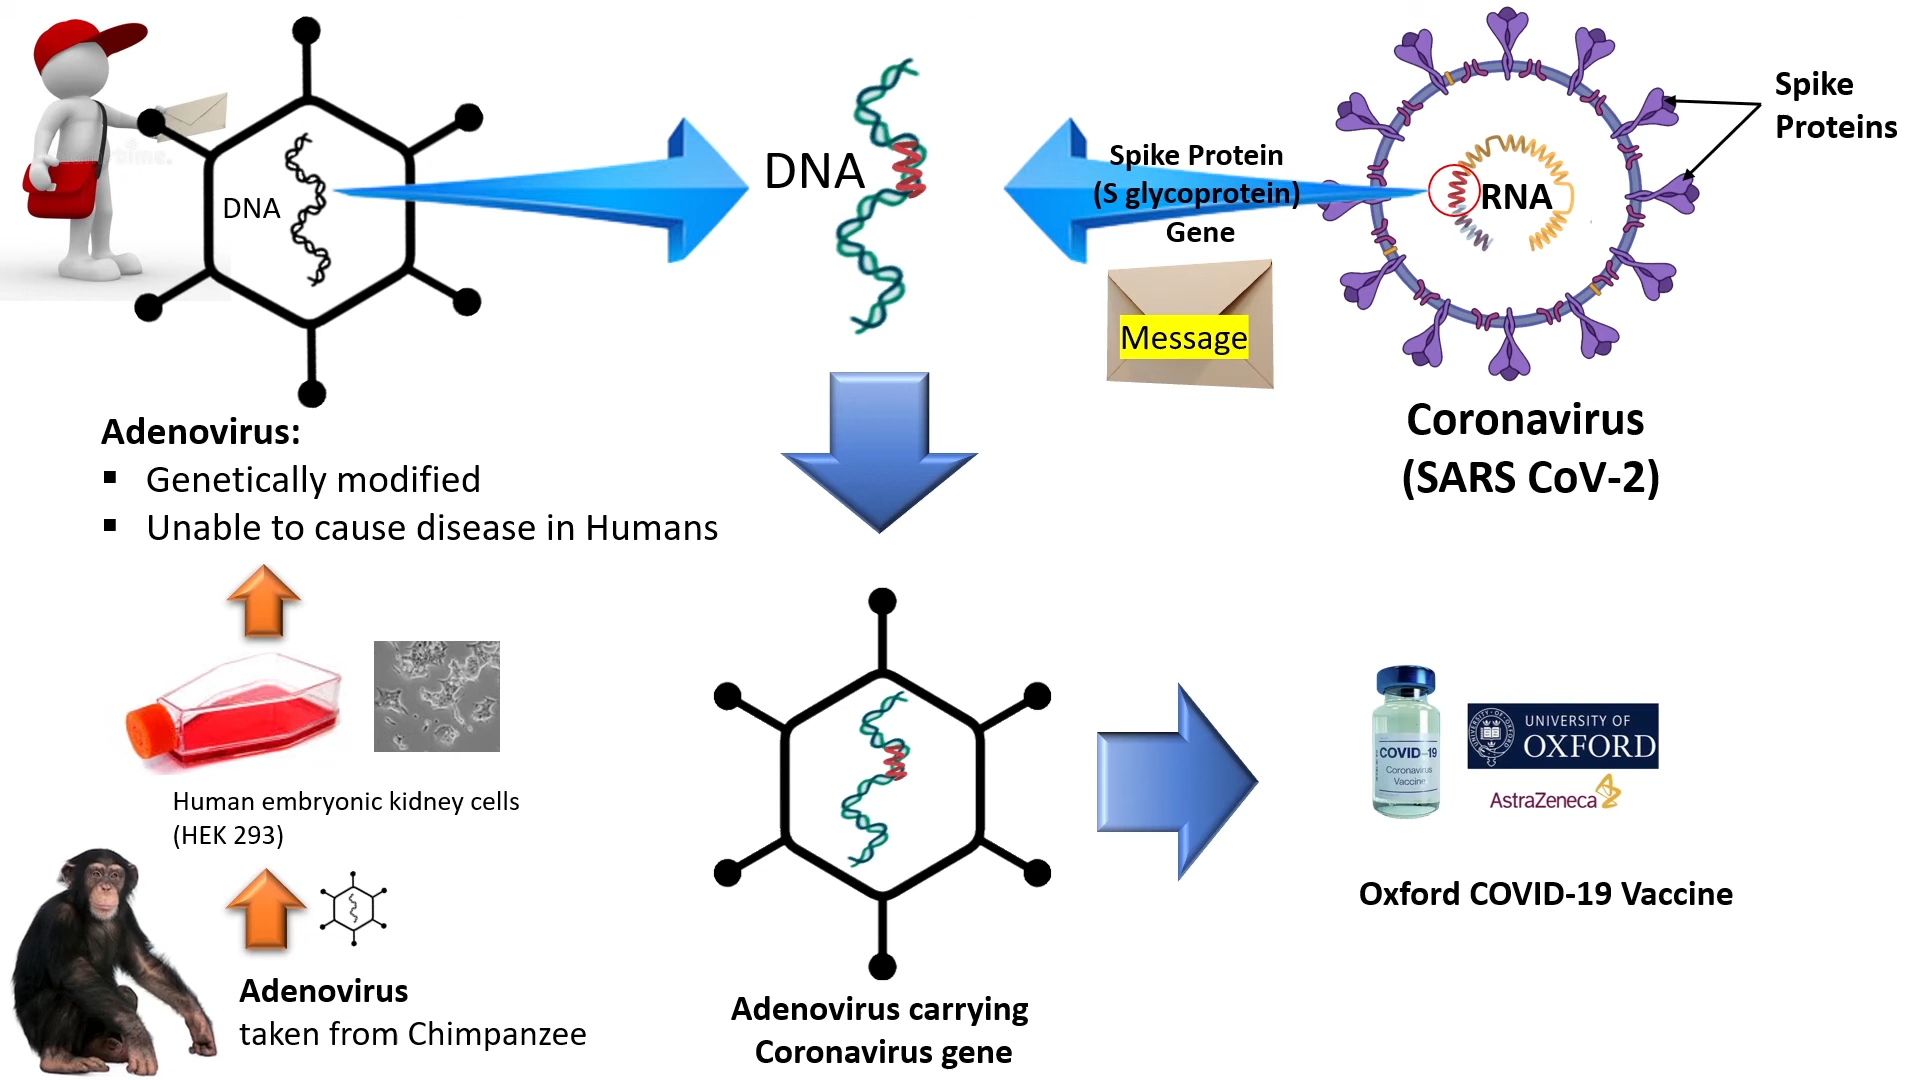 DNA
DNA
Spike Protein
(S glycoprotein)
Gene
RNA
Spike
Proteins
Message
Coronavirus
(SARS CoV-2)
Adenovirus:
▪ Genetically modified
▪ Unable to cause disease in Humans
Human embryonic kidney cells
(HEK 293)
Adenovirus
taken from Chimpanzee
Adenovirus carrying
Coronavirus gene
COVID-19
Coronavirus
Vaccine
UNIVERSITY OF
OXFORD
AstraZeneca
Oxford COVID-19 Vaccine